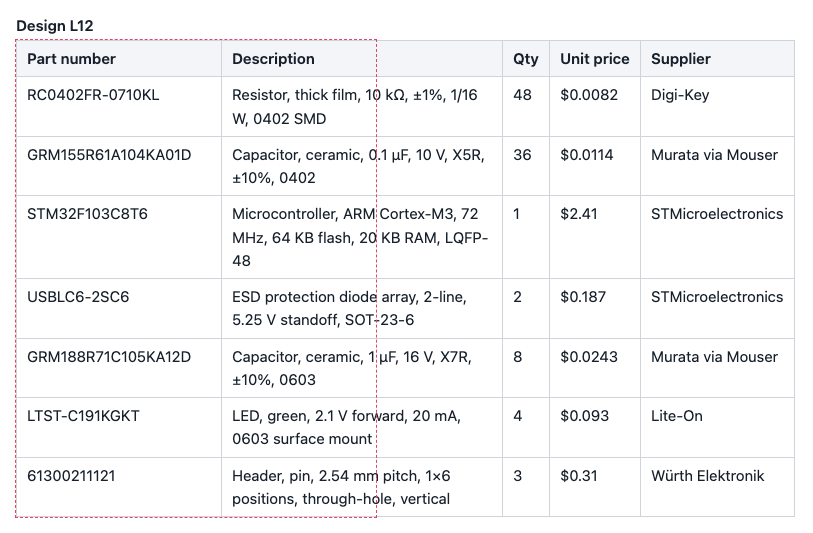 Design L12
Part number Description Qty Unit price Supplier
RC0402FR-0710KL Resistor, thick film, 10 kΩ, ±1%, 1/16 48 $0.0082 Digi-Key
W, 0402 SMD
GRM155R61A104KA01D Capacitor, ceramic, 0.1 µF, 10 V, X5R, 36 $0.0114 Murata via Mouser
±10%, 0402
STM32F103C8T6 Microcontroller, ARM Cortex-M3, 72 1 $2.41 STMicroelectronics
MHz, 64 KB flash, 20 KB RAM, LQFP-
48
USBLC6-2SC6 ESD protection diode array, 2-line, 2 $0.187 STMicroelectronics
5.25 V standoff, SOT-23-6
GRM188R71C105KA12D Capacitor, ceramic, 1 µF, 16 V, X7R, 8 $0.0243 Murata via Mouser
±10%, 0603
LTST-C191KGKT LED, green, 2.1 V forward, 20 mA, 4 $0.093 Lite-On
0603 surface mount
61300211121 Header, pin, 2.54 mm pitch, 1×6 3 $0.31 Würth Elektronik
positions, through-hole, vertical